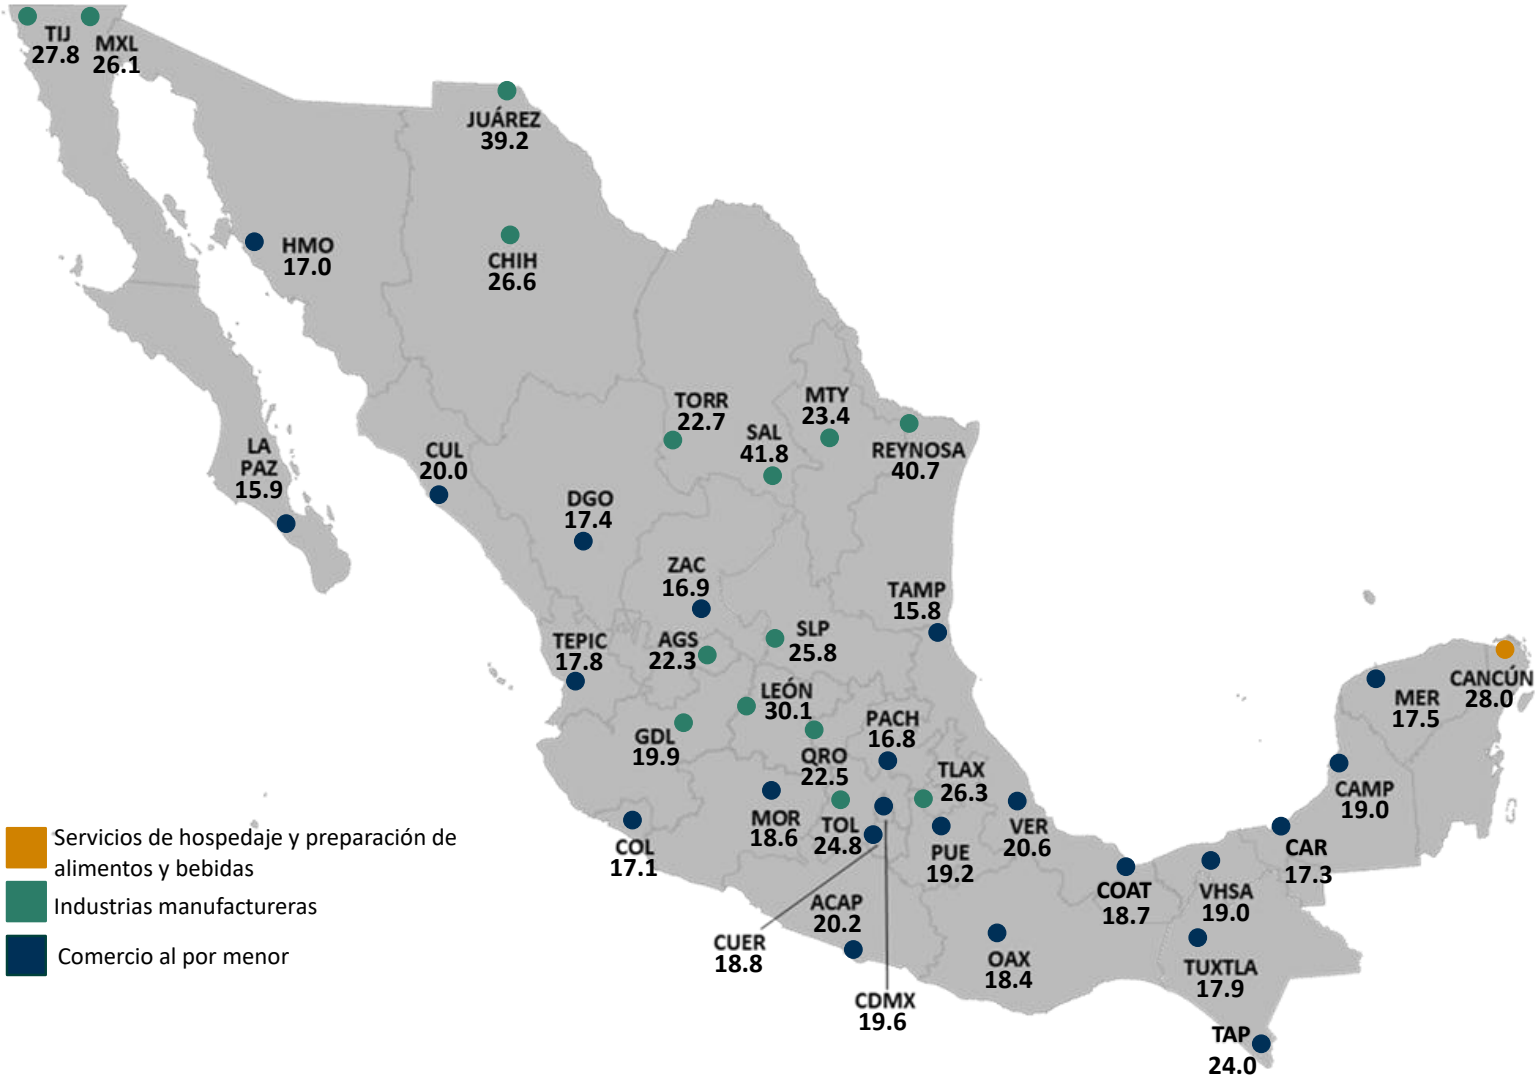 TIJ
27.8
MXL
26.1
JUÁREZ
39.2
HMO
17.0
CHIH
26.6
TORR
22.7
MTY
23.4
SAL
41.8
REYNOSA
40.7
LA
PAZ
15.9
CUL
20.0
DGO
17.4
ZAC
16.9
TAMP
15.8
TEPIC
17.8
AGS
22.3
SLP
25.8
LEÓN
30.1
GDL
19.9
PACH
16.8
QRO
22.5
TLAX
26.3
MER
17.5
CANCÚN
28.0
CAMP
19.0
COL
17.1
MOR
18.6
TOL
24.8
PUE
19.2
VER
20.6
COAT
18.7
VHSA
19.0
CAR
17.3
ACAP
20.2
CUER
18.8
CDMX
19.6
OAX
18.4
TUXTLA
17.9
TAP
24.0
Servicios de hospedaje y preparación de
alimentos y bebidas
Industrias manufactureras
Comercio al por menor